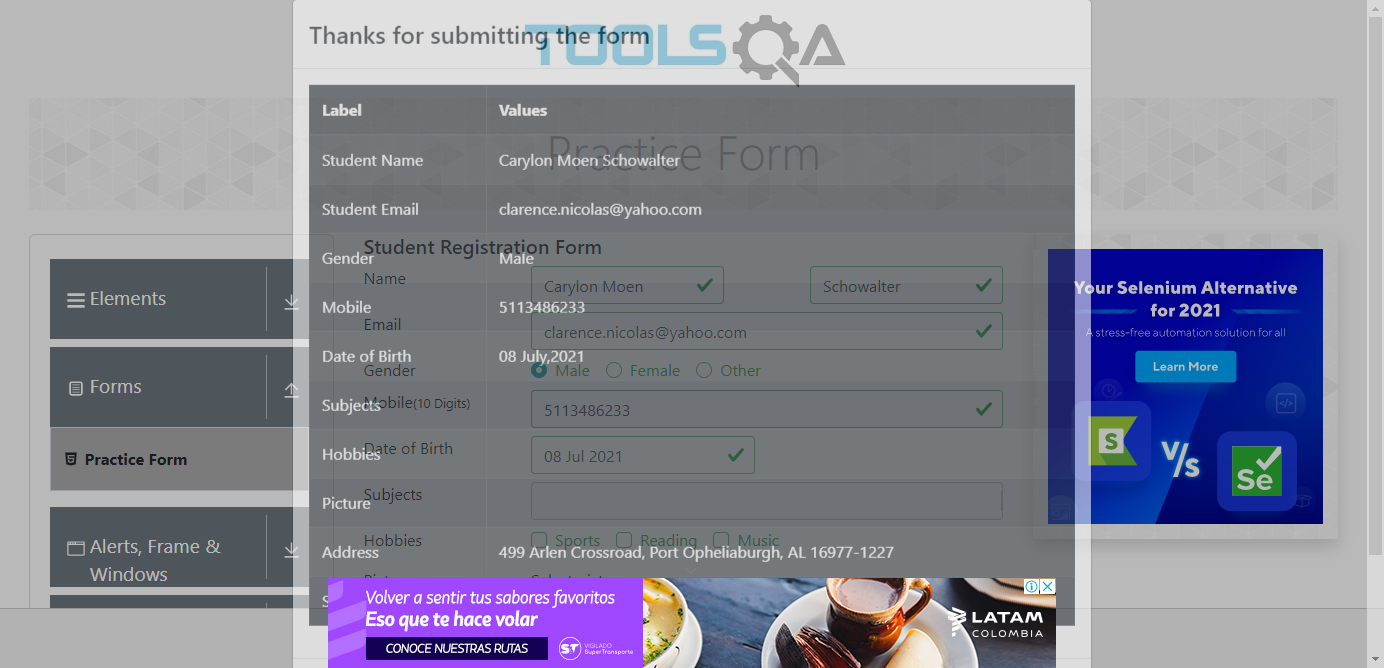 Thanks for submitting the form
TOOLSQA
Label Values
Practice Form
Student Name Carylon Moen Schowalter
Student Email clarence.nicolas@yahoo.com
Student Registration Form
Gender Male
Name Carylon Moen Schowalter
Mobile 5113486233
Email clarence.nicolas@yahoo.com
Date of Birth 08 July,2021
Gender Male Female Other
Subjects
Mobile(10 Digits) 5113486233
Hobbies
Date of Birth 08 Jul 2021
Subjects
Picture
Hobbies Sports Reading Music
Address 499 Arlen Crossroad, Port Opheliaburgh, AL 16977-1227
Elements
Forms
Practice Form
Alerts, Frame &
Windows
Your Selenium Alternative
for 2021
A stress-free automation solution for all
Learn More
S
V/s
Se
Volver a sentir tus sabores favoritos
Eso que te hace volar
CONOCE NUESTRAS RUTAS
ST VIGILADO
SuperTransporte
LATAM
COLOMBIA